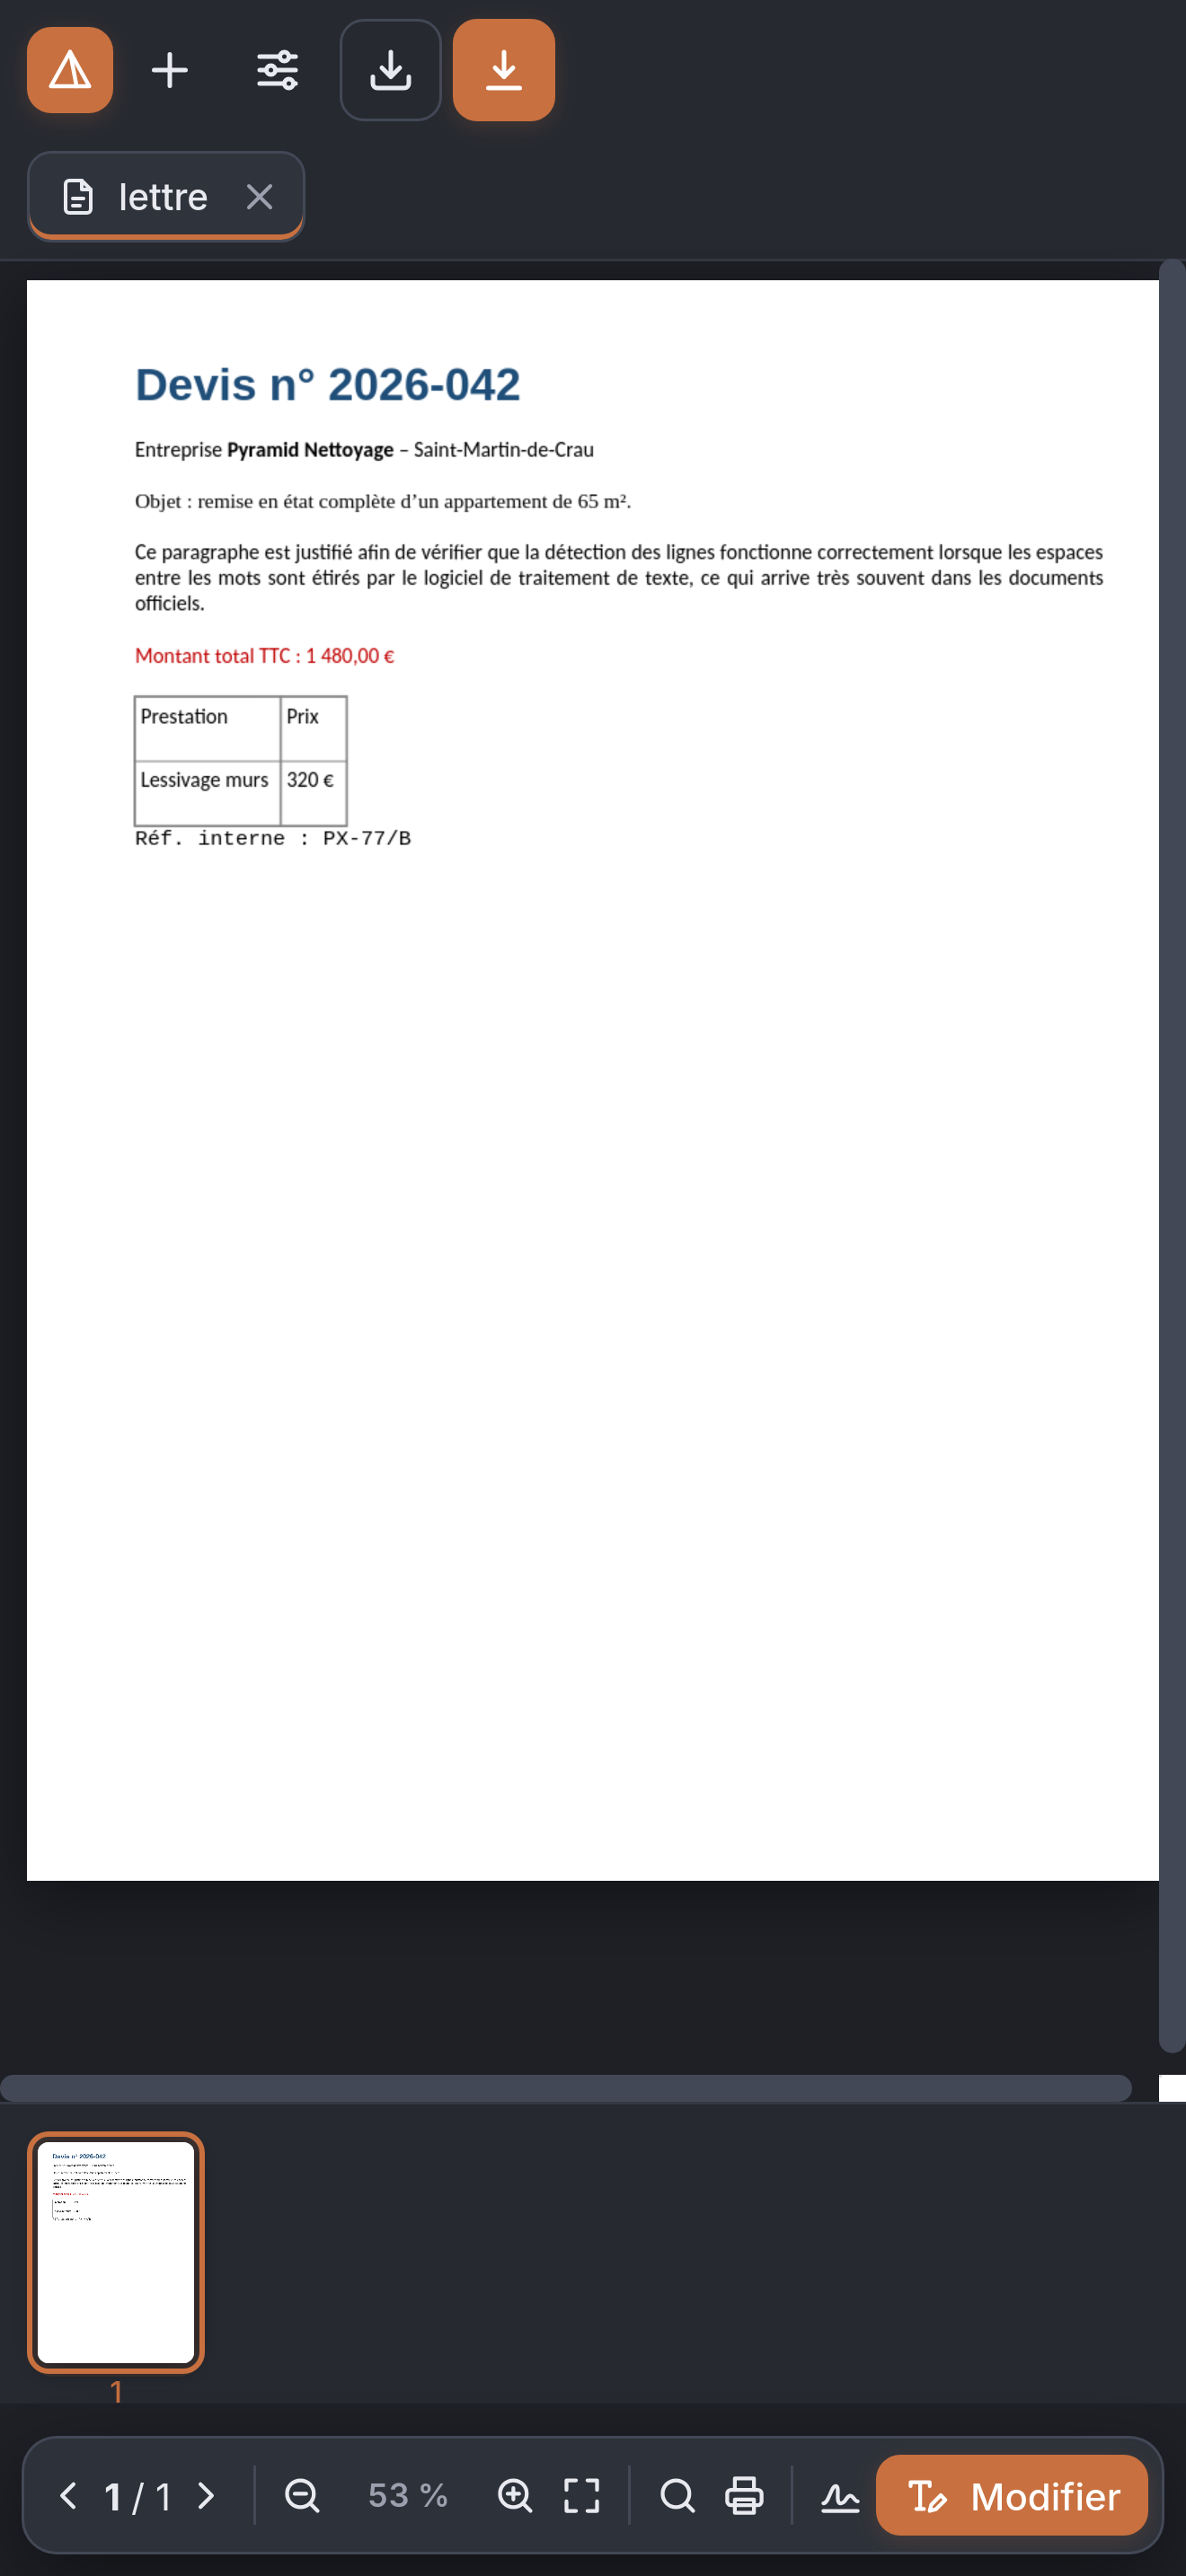 lettre
Devis n° 2026-042
Entreprise Pyramid Nettoyage – Saint-Martin-de-Crau
Objet : remise en état complète d’un appartement de 65 m².
Ce paragraphe est justifié afin de vérifier que la détection des lignes fonctionne correctement lorsque les espaces
entre les mots sont étirés par le logiciel de traitement de texte, ce qui arrive très souvent dans les documents
officiels.
Montant total TTC : 1 480,00 €
Prestation Prix
Lessivage murs 320 €
Réf. interne : PX-77/B
Devis n° 2026-042
1
1 / 1 53 % Modifier